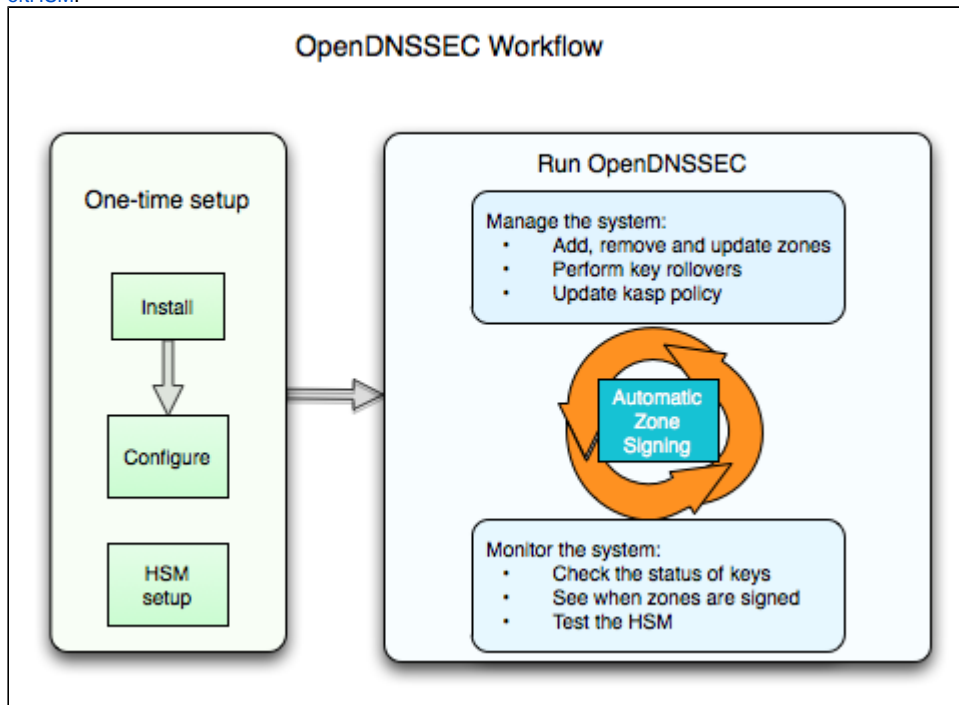 OpenDNSSEC Workflow
One-time setup
Install
Configure
HSM
setup
Run OpenDNSSEC
Manage the system:
• Add, remove and update zones
• Perform key rollovers
• Update kasp policy
Automatic
Zone
Signing
Monitor the system:
• Check the status of keys
• See when zones are signed
• Test the HSM